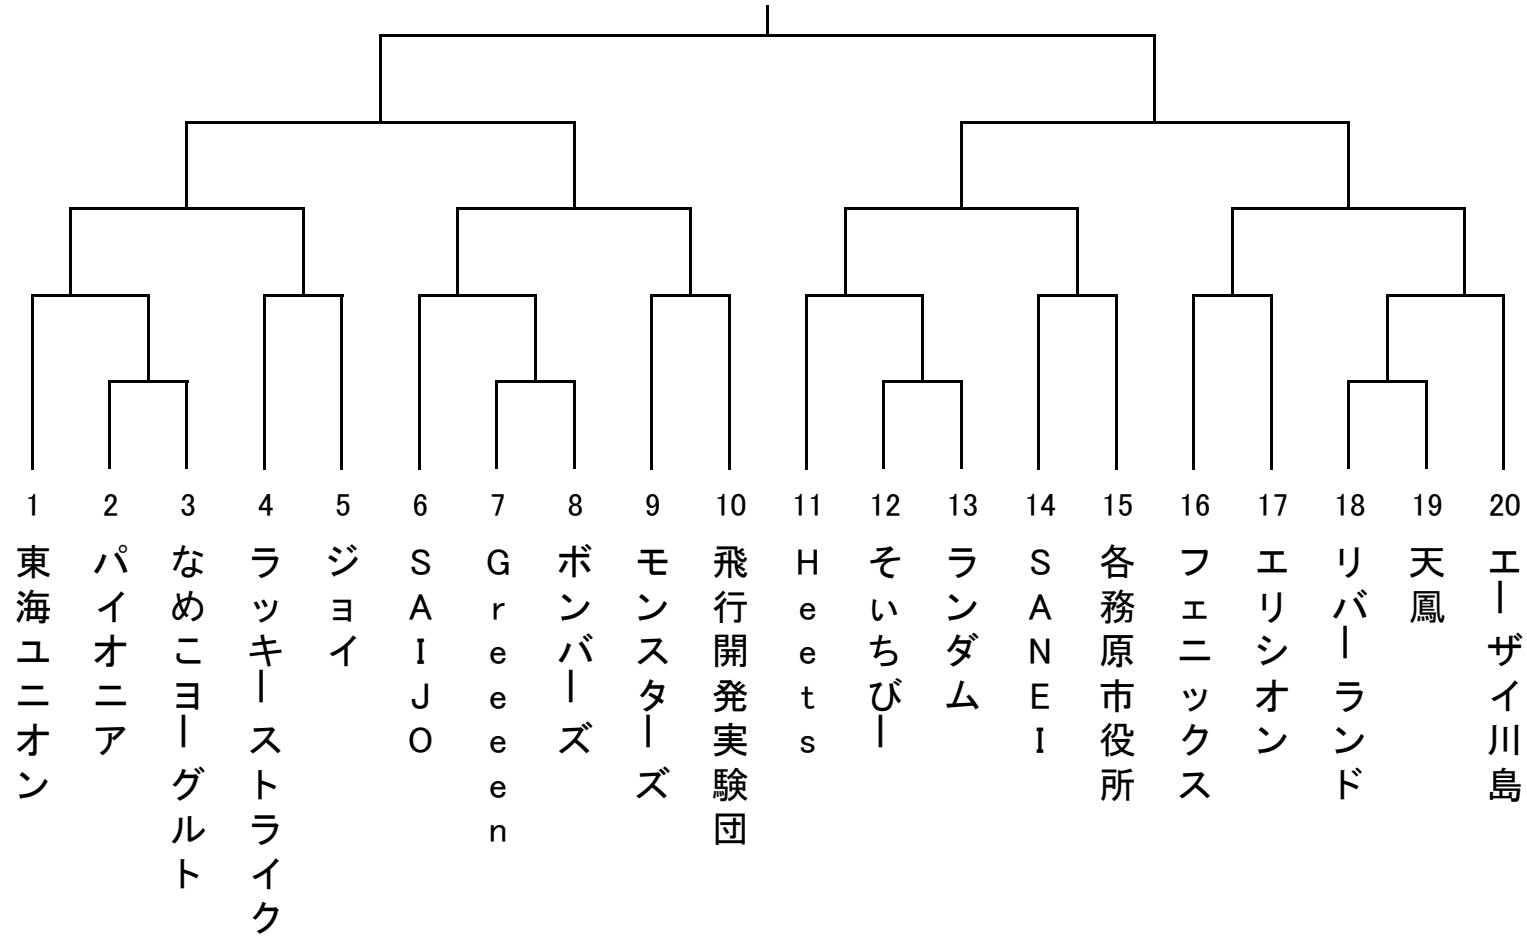 1 2 3 4 5 6 7 8 9 10 11 12 13 14 15 16 17 18 19 20
東海ユニオン
パイオニア
なめこヨーグルト
ラッキーストライク
ジョイ
SAIJO
Greeeen
ボンバーズ
モンスターズ
飛行開発実験団
Heets
そぃちびー
ランダム
SANEI
各務原市役所
フェニックス
エリシオン
リバーランド
天鳳
エーザイ川島